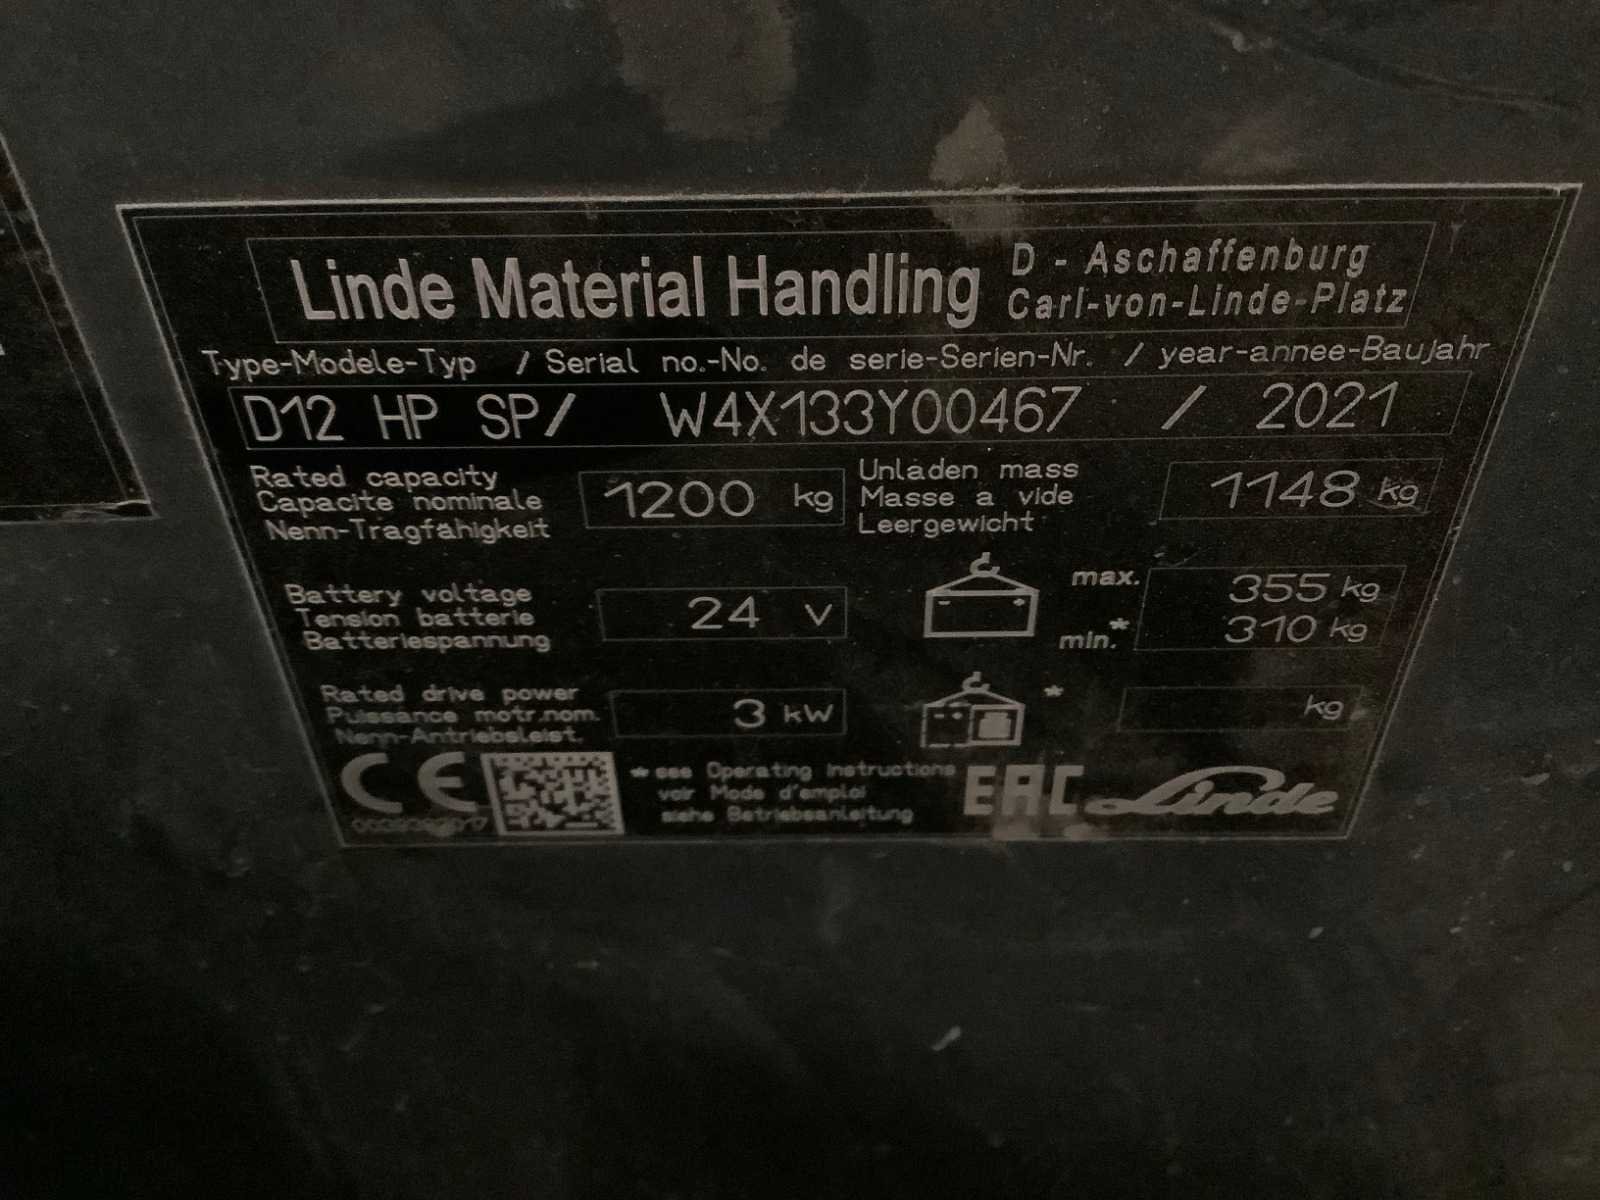 Linde Material Handling
D - Aschaffenburg
Carl-von-Linde-Platz
Type-Modele-Typ / Serial no.-No. de serie-Serien-Nr. / year-annee-Baujahr
D12 HP SP/ W4X133Y00467 / 2021
Rated capacity
Capacite nominale
Nenn-Tragfähigkeit
1200 kg
Unladen mass
Masse a vide
Leergewicht
1148 kg
Battery voltage
Tension batterie
Batteriespannung
24 V
max. 355 kg
min.* 310 kg
Rated drive power
Puissance motr.nom.
Nenn-Antriebsleist.
3 kW
* kg
CE
* see Operating Instructions
voir Mode d'emploi
siehe Betriebsanleitung
EAC
Linde